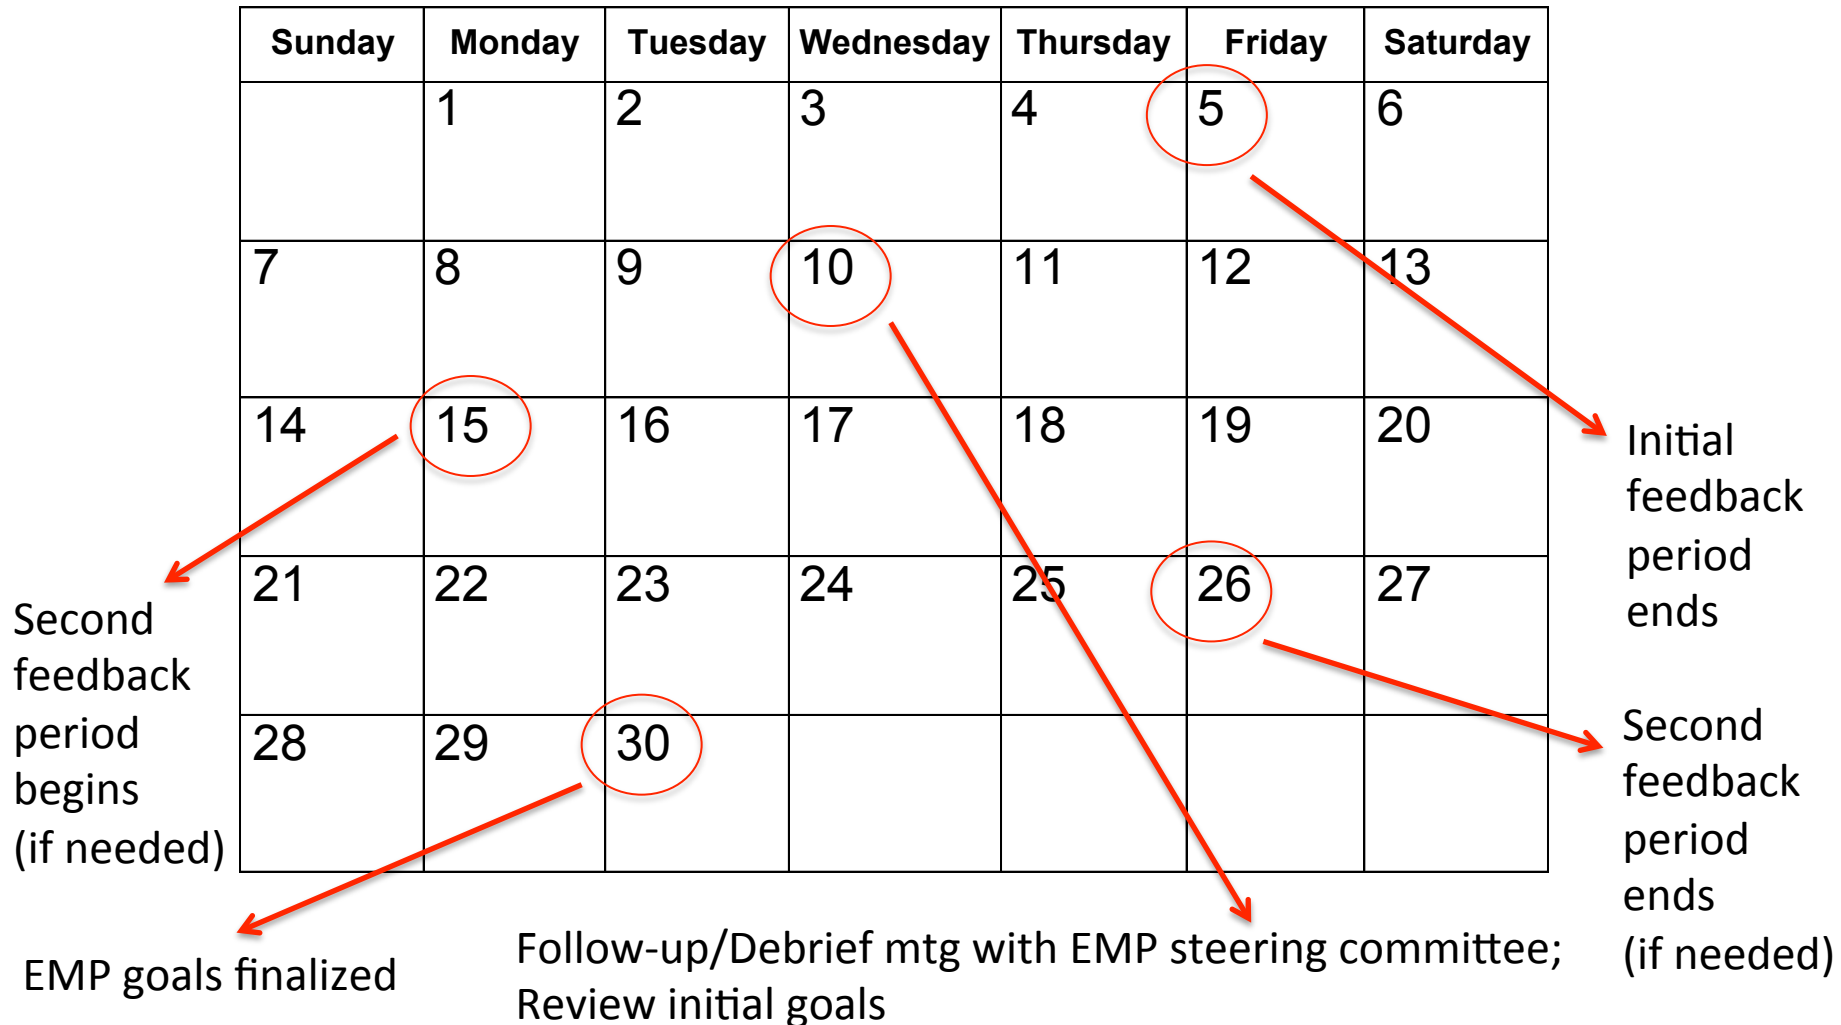 Sunday Monday Tuesday Wednesday Thursday Friday Saturday
1 2 3 4 5 6
7 8 9 10 11 12 13
14 15 16 17 18 19 20
21 22 23 24 25 26 27
28 29 30
Initial
feedback
period
ends
Second
feedback
period
begins
(if needed)
Second
feedback
period
ends
(if needed)
EMP goals finalized
Follow-up/Debrief mtg with EMP steering committee;
Review initial goals